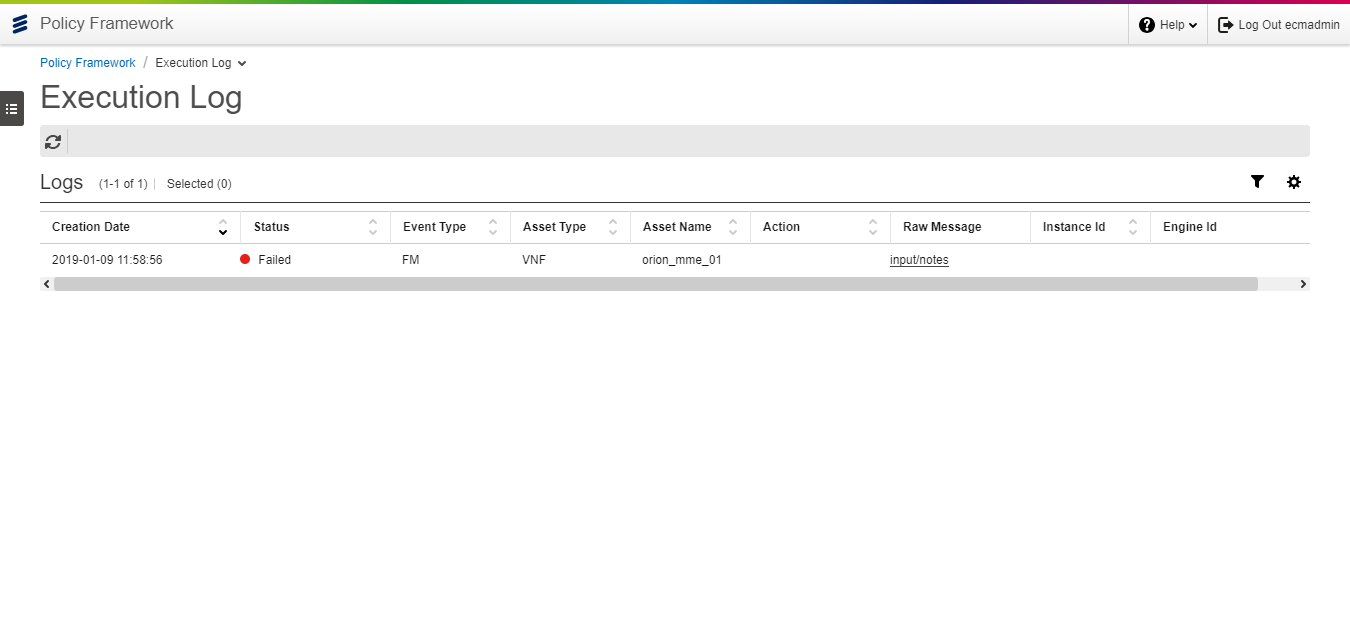 Policy Framework Help Log Out ecmadmin
Policy Framework / Execution Log
Execution Log
Logs (1-1 of 1) Selected (0)
Creation Date Status Event Type Asset Type Asset Name Action Raw Message Instance Id Engine Id
2019-01-09 11:58:56 Failed FM VNF orion_mme_01 input/notes